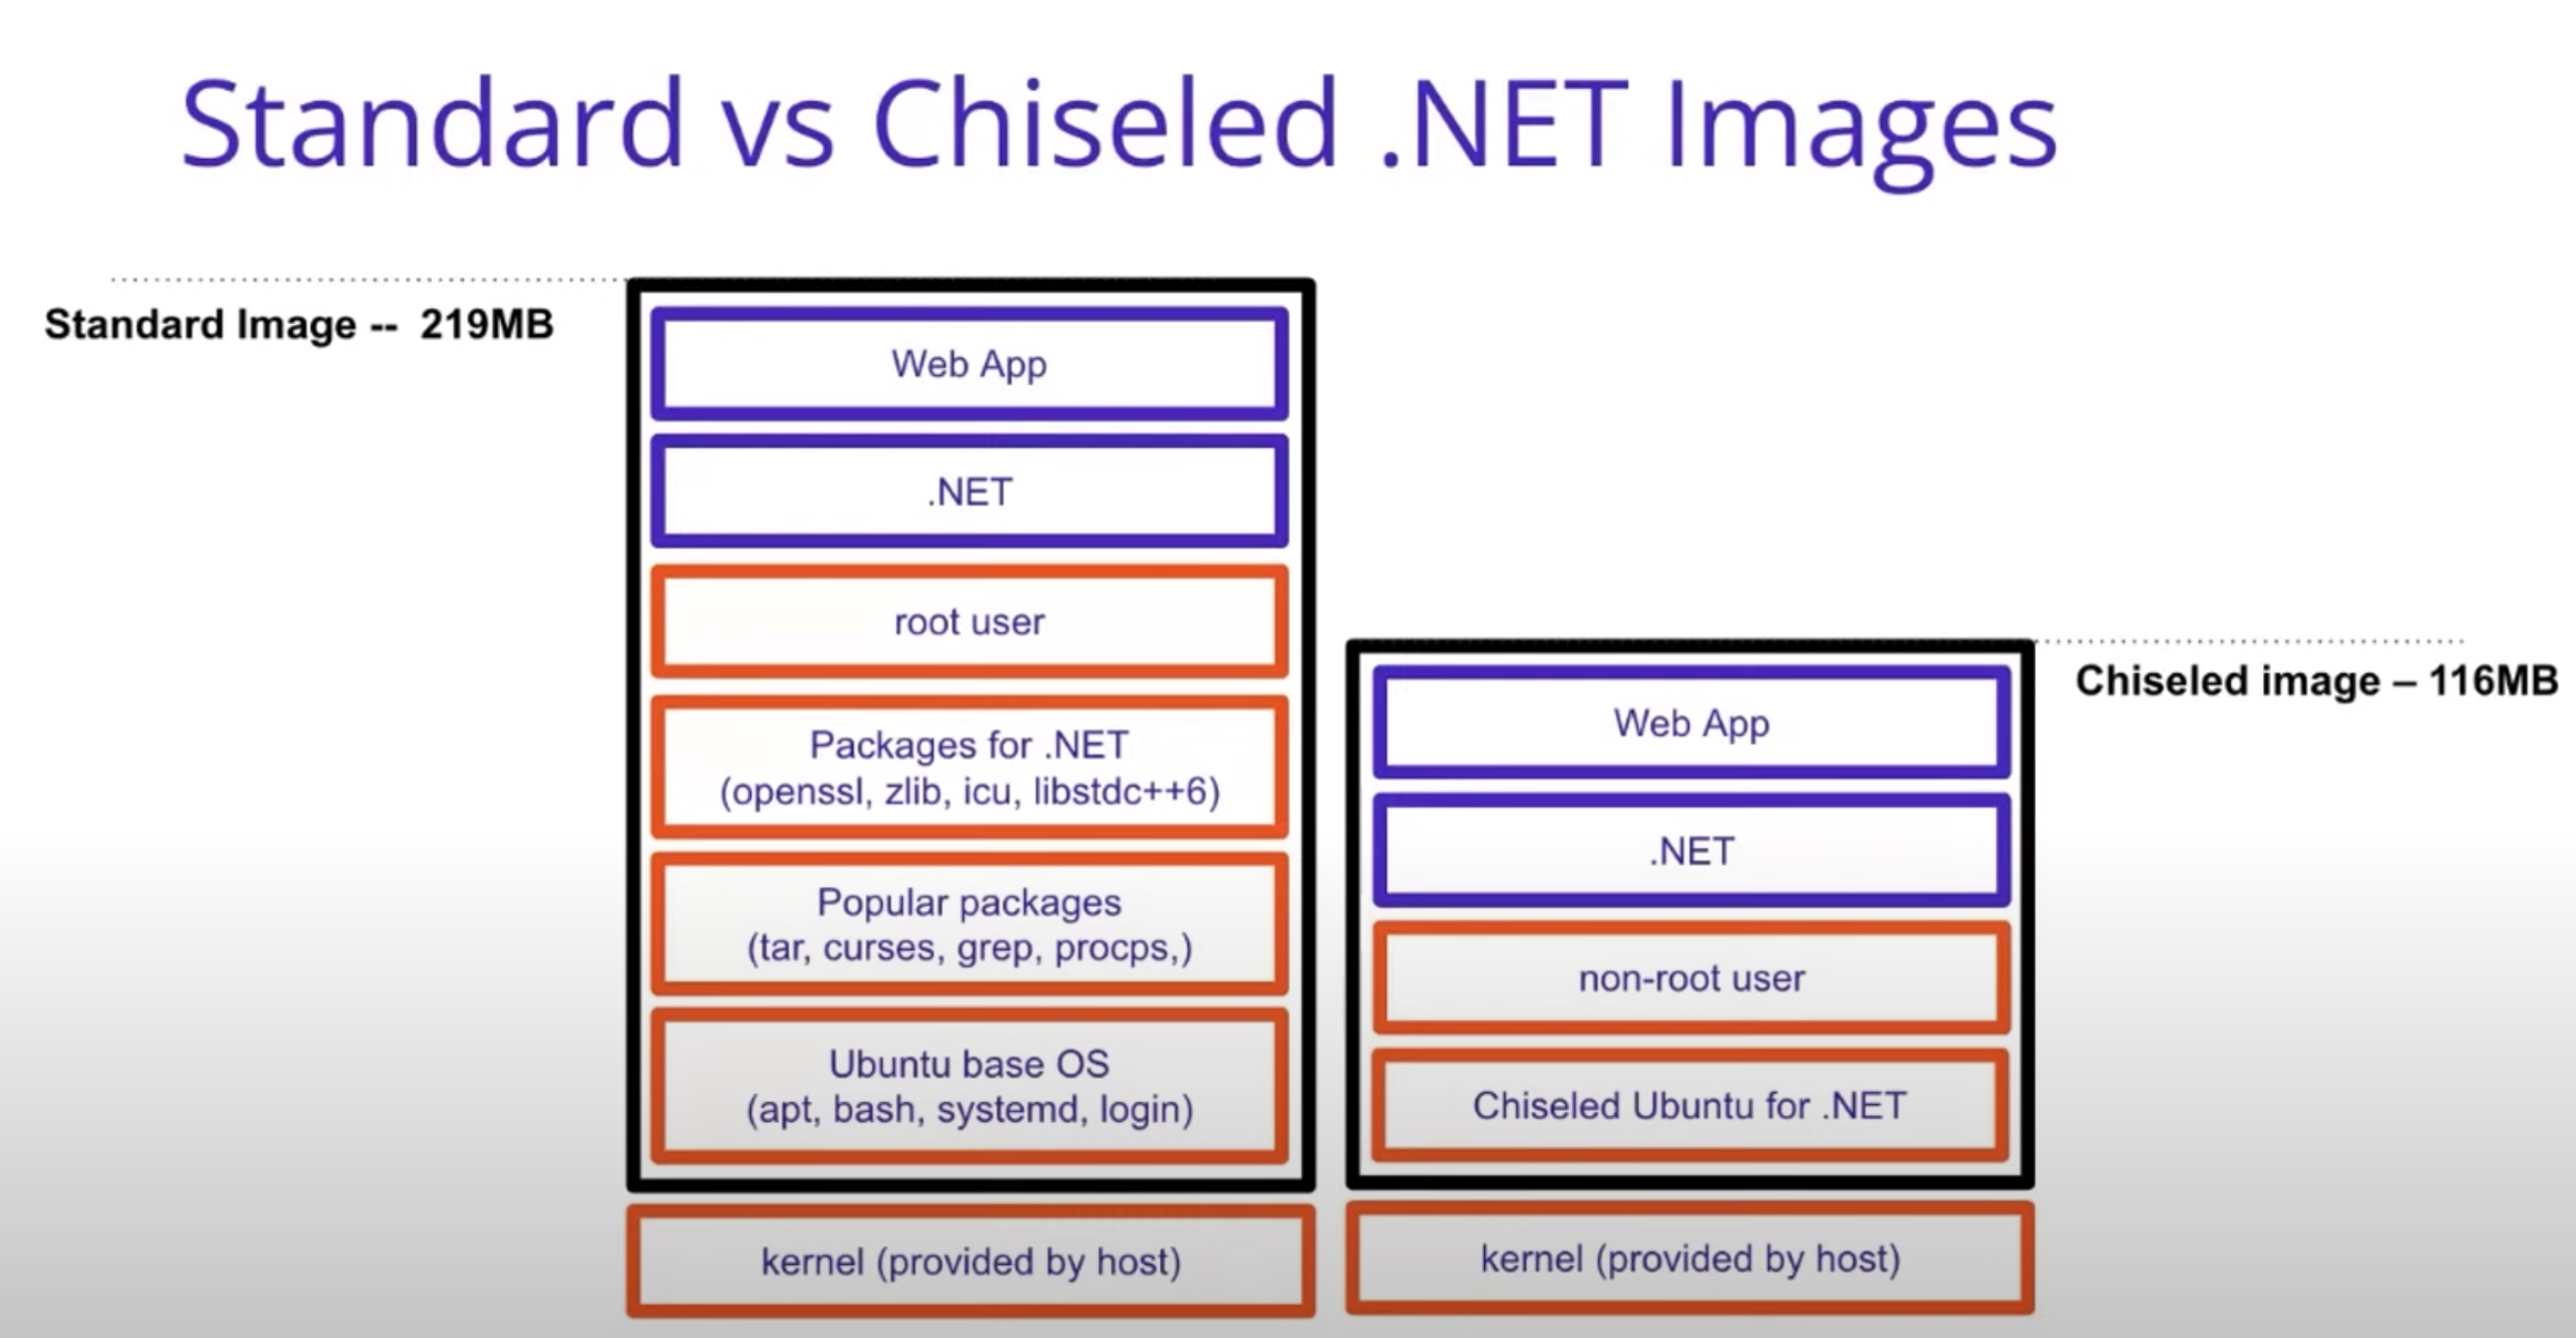 Standard vs Chiseled .NET Images
Standard Image -- 219MB
Web App
.NET
root user
Packages for .NET
(openssl, zlib, icu, libstdc++6)
Popular packages
(tar, curses, grep, procps,)
Ubuntu base OS
(apt, bash, systemd, login)
kernel (provided by host)
Chiseled image – 116MB
Web App
.NET
non-root user
Chiseled Ubuntu for .NET
kernel (provided by host)